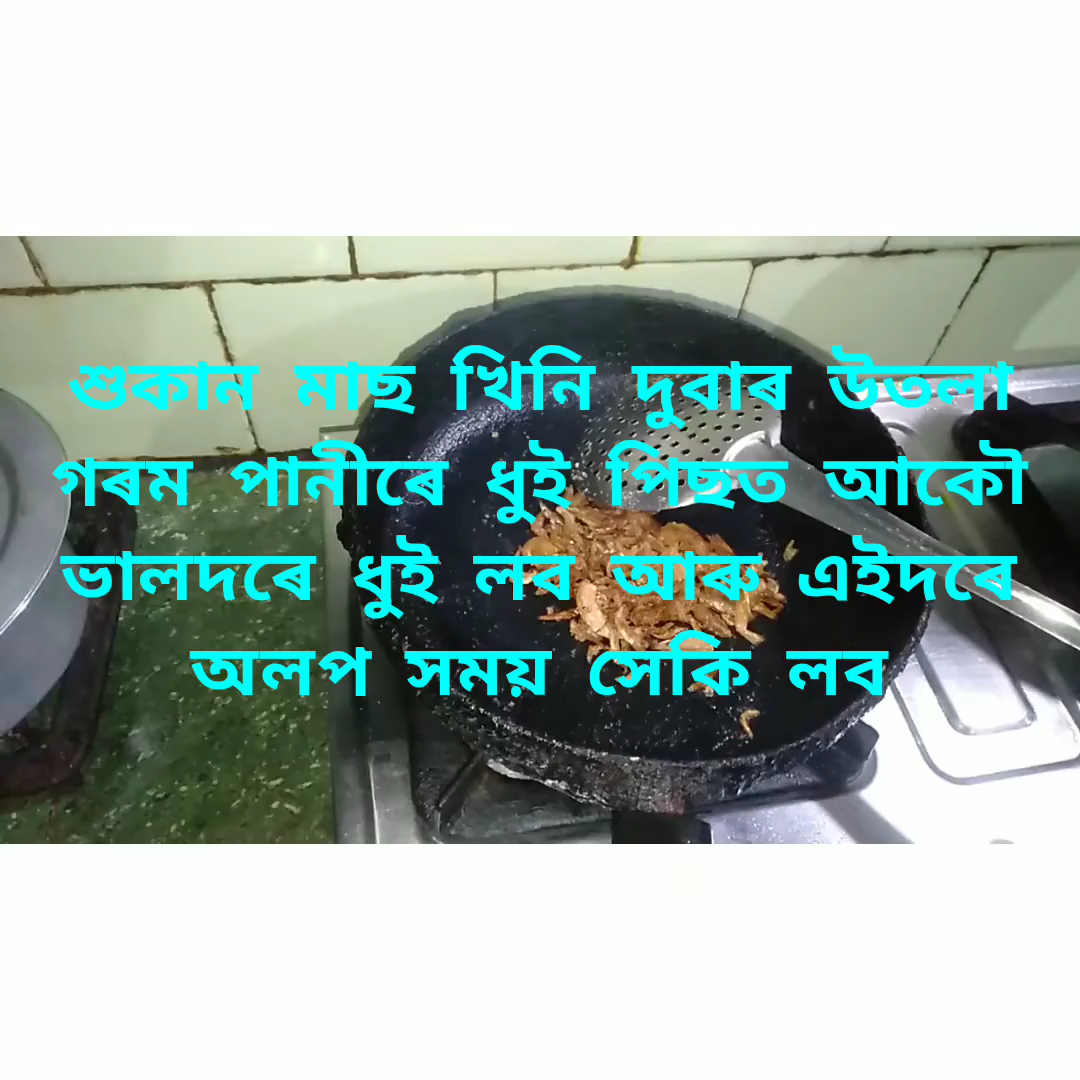 শুকান মাছ খিনি দুবাৰ উতলা
গৰম পানীৰে ধুই পিছত আকৌ
ভালদৰে ধুই লব আৰু এইদৰে
অলপ সময় সেকি লব